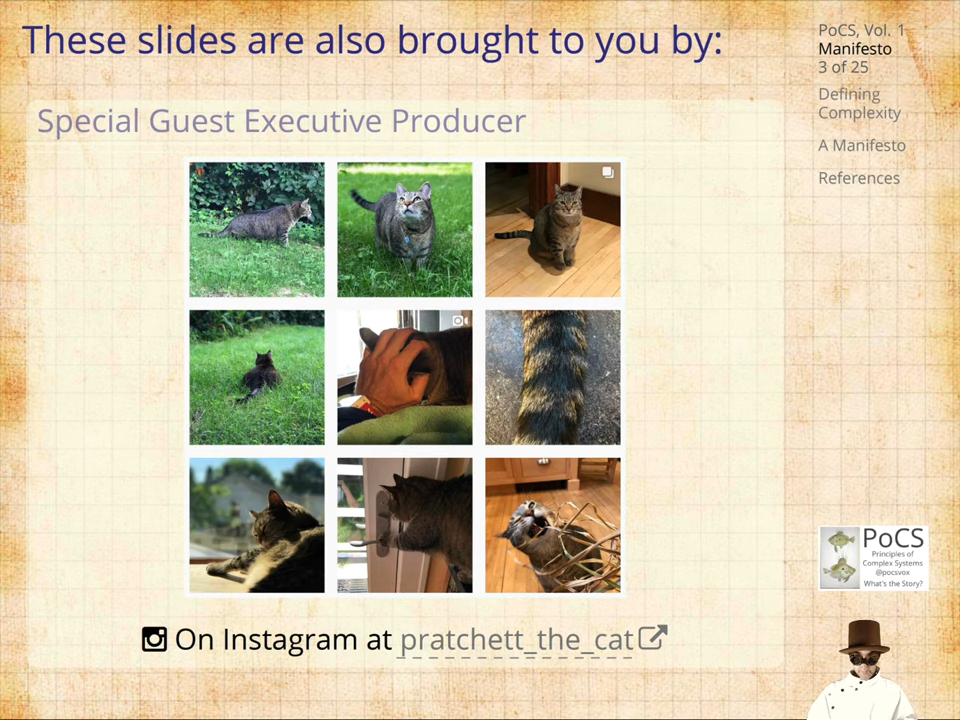 These slides are also brought to you by:
Special Guest Executive Producer
On Instagram at pratchett_the_cat
PoCS, Vol. 1
Manifesto
3 of 25
Defining
Complexity
A Manifesto
References
PoCS
Principles of
Complex Systems
@pocsvox
What's the Story?